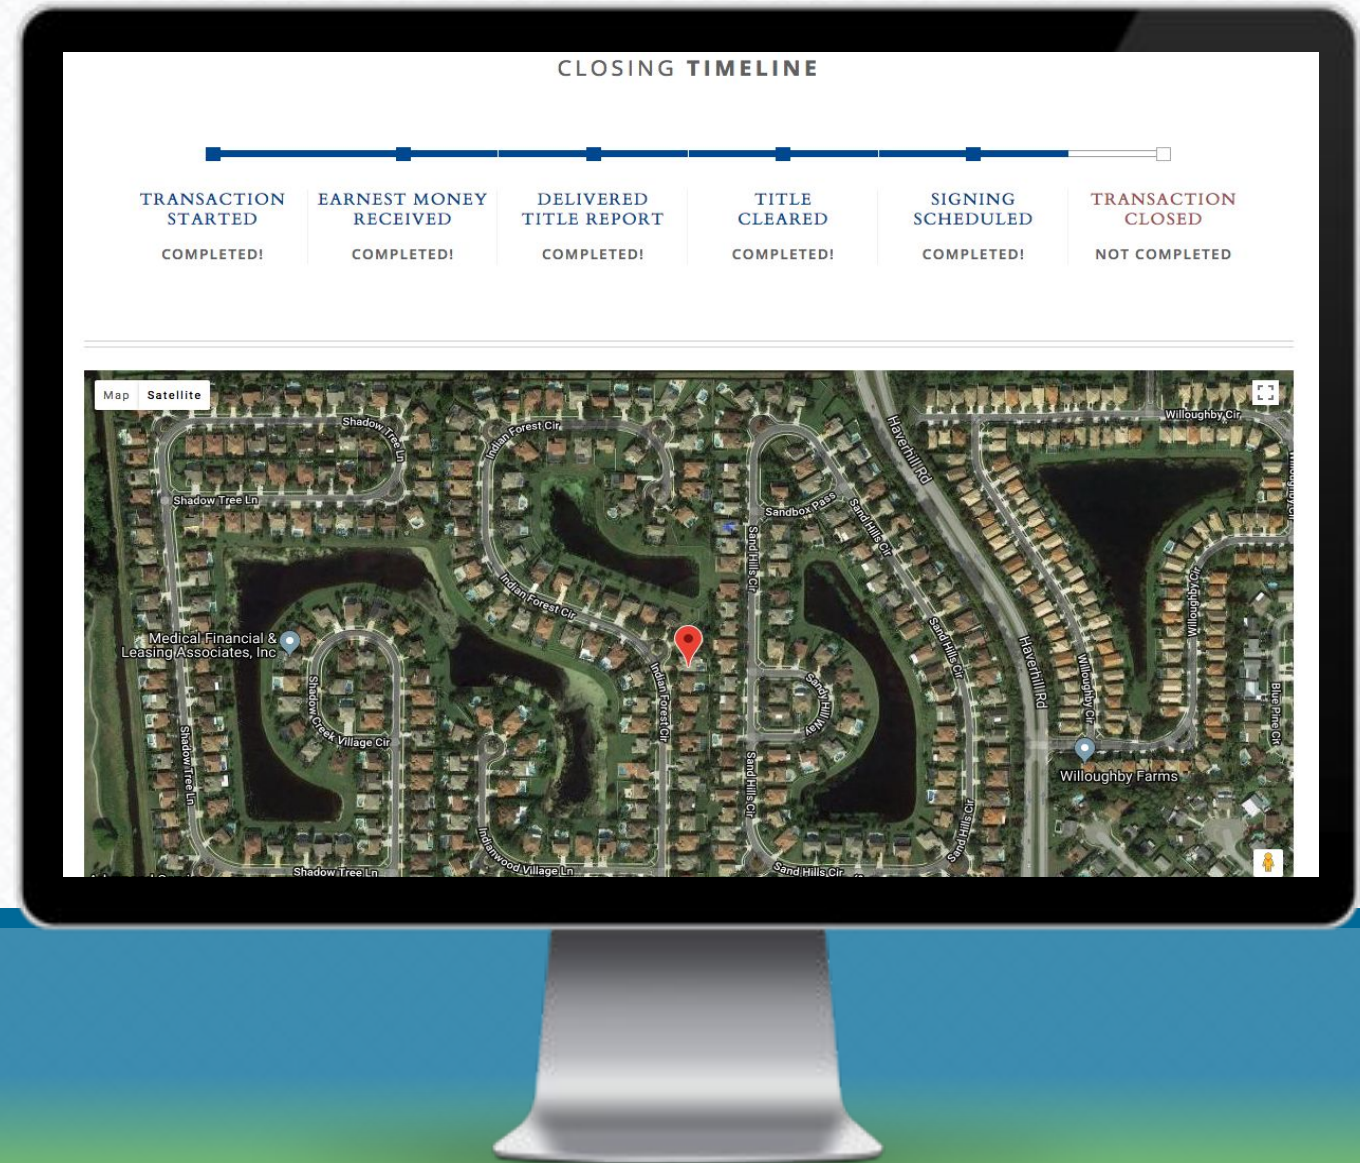 CLOSING TIMELINE
TRANSACTION
STARTED
COMPLETED!
EARNEST MONEY
RECEIVED
COMPLETED!
DELIVERED
TITLE REPORT
COMPLETED!
TITLE
CLEARED
COMPLETED!
SIGNING
SCHEDULED
COMPLETED!
TRANSACTION
CLOSED
NOT COMPLETED
Map
Satellite
Shadow Tree Ln
Indian Forest Cir
Haverhill Rd
Willoughby Cir
Shadow Tree Ln
Sandbox Pass
Sand Hills Cir
Sand Hills Cir
Indian Forest Cir
Willoughby Cir
Medical Financial &
Leasing Associates, Inc
Sand Hills Cir
Haverhill Rd
Indian Forest Cir
Willoughby Cir
Shadow Creek Village Cir
Sandy Hill Way
Blue Pine Cir
Shadow Tree Ln
Sand Hills Cir
Willoughby Farms
Sand Hills Cir
Indianwood Village Ln
Shadow Tree Ln
Sand Hills Cir